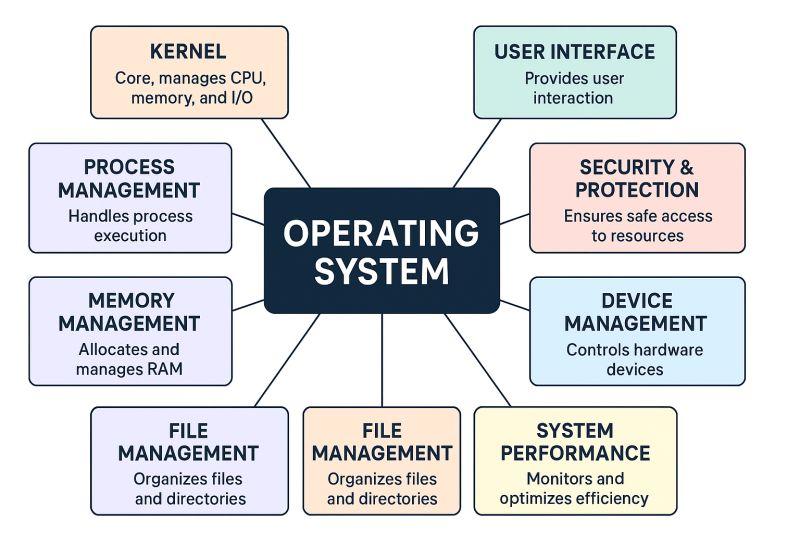 KERNEL
Core, manages CPU,
memory, and I/O
USER INTERFACE
Provides user
interaction
PROCESS
MANAGEMENT
Handles process
execution
SECURITY &
PROTECTION
Ensures safe access
to resources
OPERATING
SYSTEM
MEMORY
MANAGEMENT
Allocates and
manages RAM
DEVICE
MANAGEMENT
Controls hardware
devices
FILE
MANAGEMENT
Organizes files
and directories
FILE
MANAGEMENT
Organizes files
and directories
SYSTEM
PERFORMANCE
Monitors and
optimizes efficiency